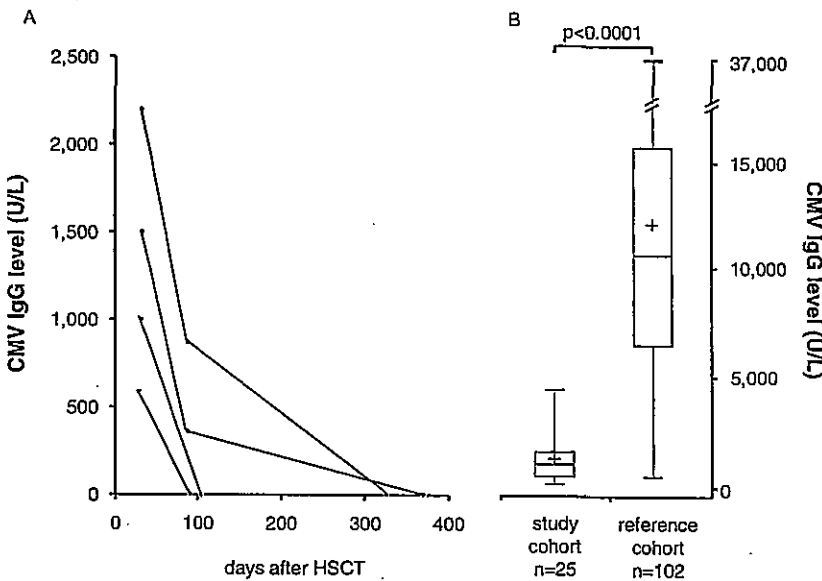 A
CMV IgG level (U/L)
2,500
2,000
1,500
1,000
500
0
0
100
200
300
400
days after HSCT
B
p<0.0001
37,000
15,000
10,000
5,000
0
CMV IgG level (U/L)
study
cohort
n=25
reference
cohort
n=102